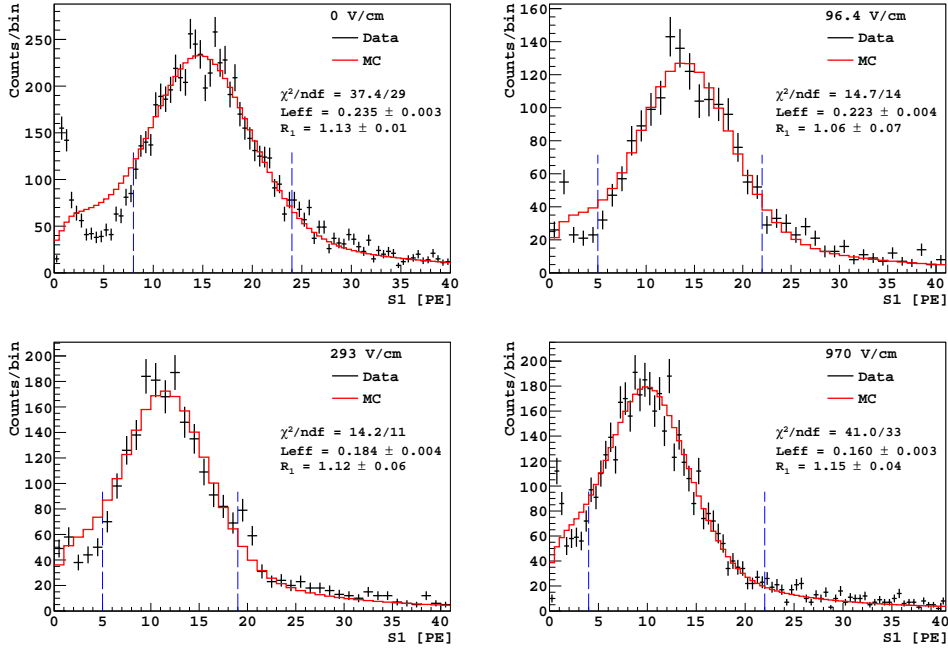 0 V/cm
Data
MC
χ²/ndf = 37.4/29
Leff = 0.235 ± 0.003
R₁ = 1.13 ± 0.01
Counts/bin
250
200
150
100
50
0
0 5 10 15 20 25 30 35 40
S1 [PE]
96.4 V/cm
Data
MC
χ²/ndf = 14.7/14
Leff = 0.223 ± 0.004
R₁ = 1.06 ± 0.07
Counts/bin
160
140
120
100
80
60
40
20
0
0 5 10 15 20 25 30 35 40
S1 [PE]
293 V/cm
Data
MC
χ²/ndf = 14.2/11
Leff = 0.184 ± 0.004
R₁ = 1.12 ± 0.06
Counts/bin
200
180
160
140
120
100
80
60
40
20
0
0 5 10 15 20 25 30 35 40
S1 [PE]
970 V/cm
Data
MC
χ²/ndf = 41.0/33
Leff = 0.160 ± 0.003
R₁ = 1.15 ± 0.04
Counts/bin
200
180
160
140
120
100
80
60
40
20
0
0 5 10 15 20 25 30 35 40
S1 [PE]